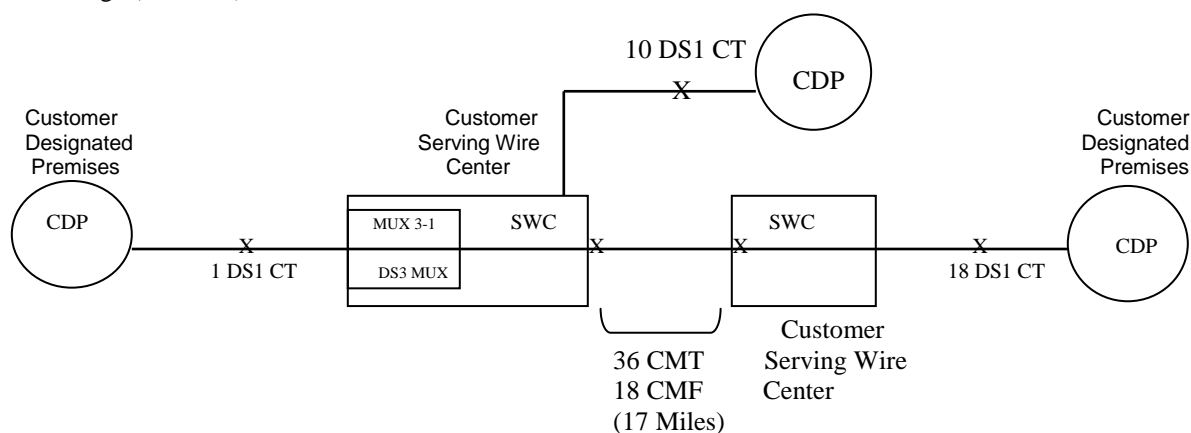 10 DS1 CT
X
CDP
Customer
Designated
Premises
Customer
Serving Wire
Center
Customer
Designated
Premises
CDP
X
1 DS1 CT
MUX 3-1
DS3 MUX
SWC
X
X
SWC
X
18 DS1 CT
CDP
36 CMT
18 CMF
(17 Miles)
Customer
Serving Wire
Center